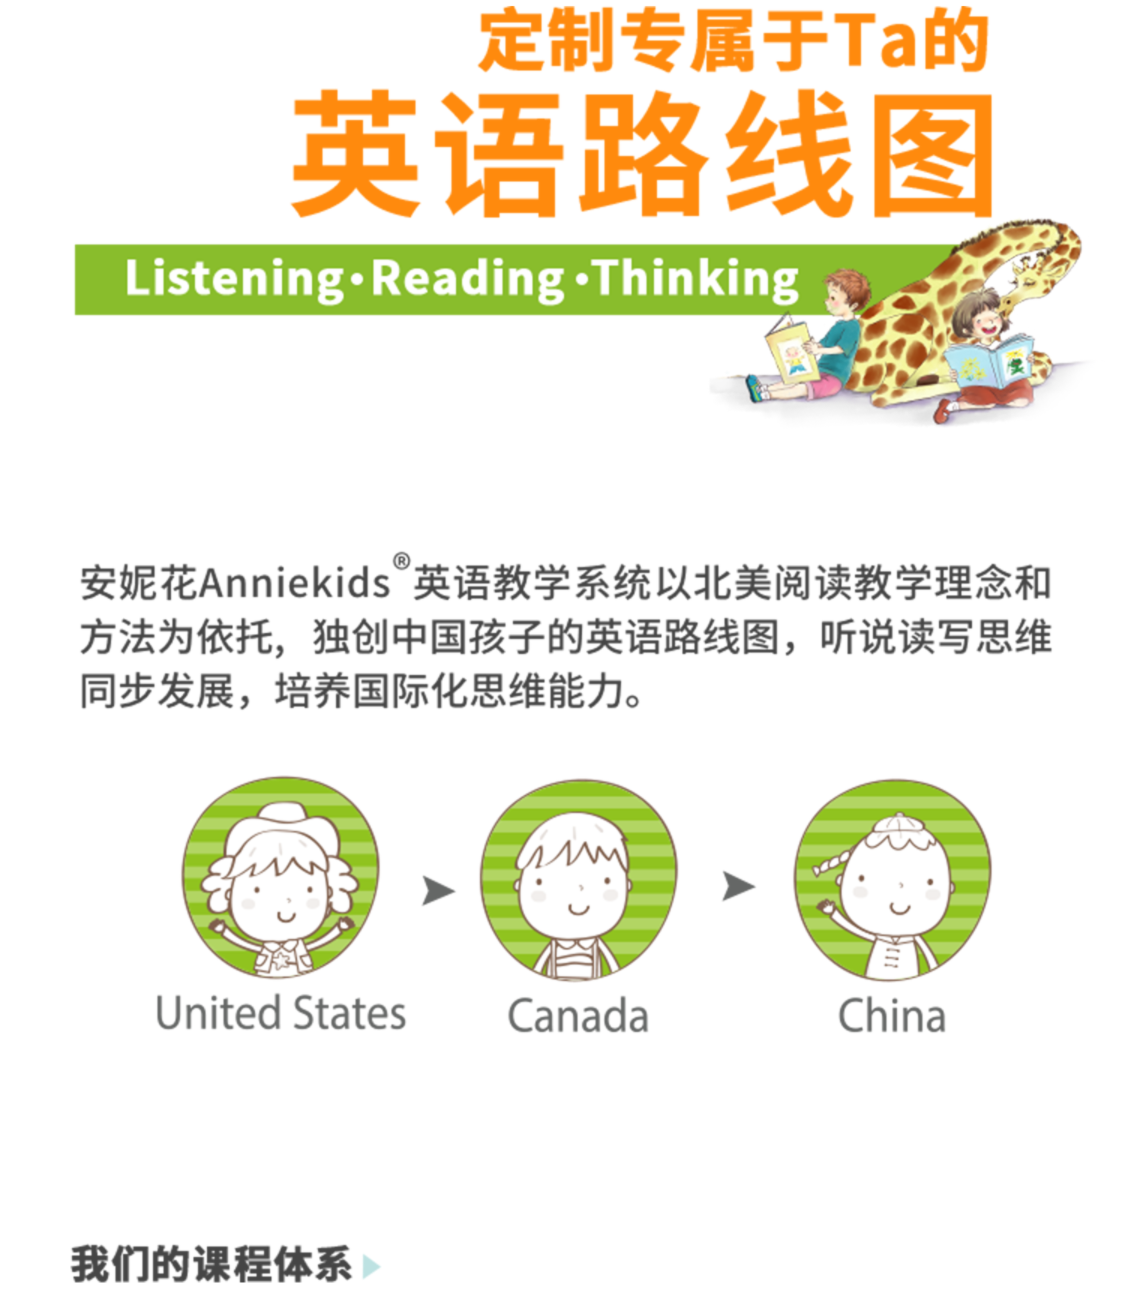 定制专属于Ta的
英语路线图
Listening·Reading·Thinking
安妮花Anniekids®英语教学系统以北美阅读教学理念和
方法为依托，独创中国孩子的英语路线图，听说读写思维
同步发展，培养国际化思维能力。
United States
Canada
China
我们的课程体系